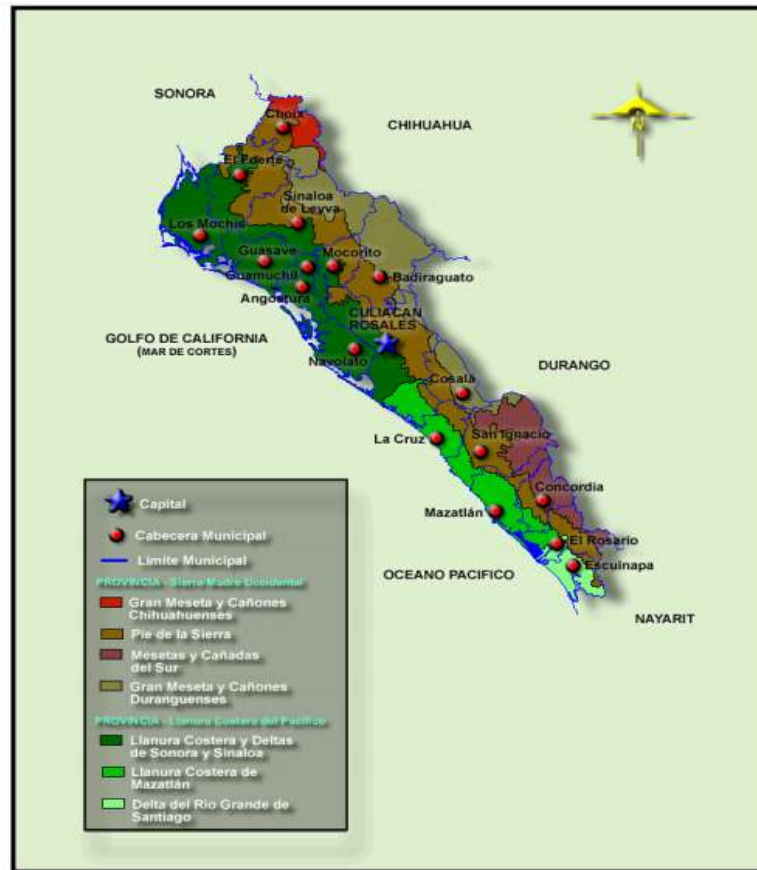 SONORA
CHIHUAHUA
N
Choix
El Fuerte
Sinaloa
de Leyva
Los Mochis
Guasave
Mocorito
Guamuchil
Badiraguato
Angostura
CULIACAN
ROSALES
GOLFO DE CALIFORNIA
(MAR DE CORTES)
Navolato
DURANGO
Cosalá
La Cruz
San Ignacio
Concordia
Mazatlán
El Rosario
Escuinapa
OCEANO PACIFICO
NAYARIT
Capital
Cabecera Municipal
Límite Municipal
PROVINCIA - Sierra Madre Occidental
Gran Meseta y Cañones
Chihuahuenses
Pie de la Sierra
Mesetas y Cañadas
del Sur
Gran Meseta y Cañones
Duranguenses
PROVINCIA - Llanura Costera del Pacífico
Llanura Costera y Deltas
de Sonora y Sinaloa
Llanura Costera de
Mazatlán
Delta del Rio Grande de
Santiago